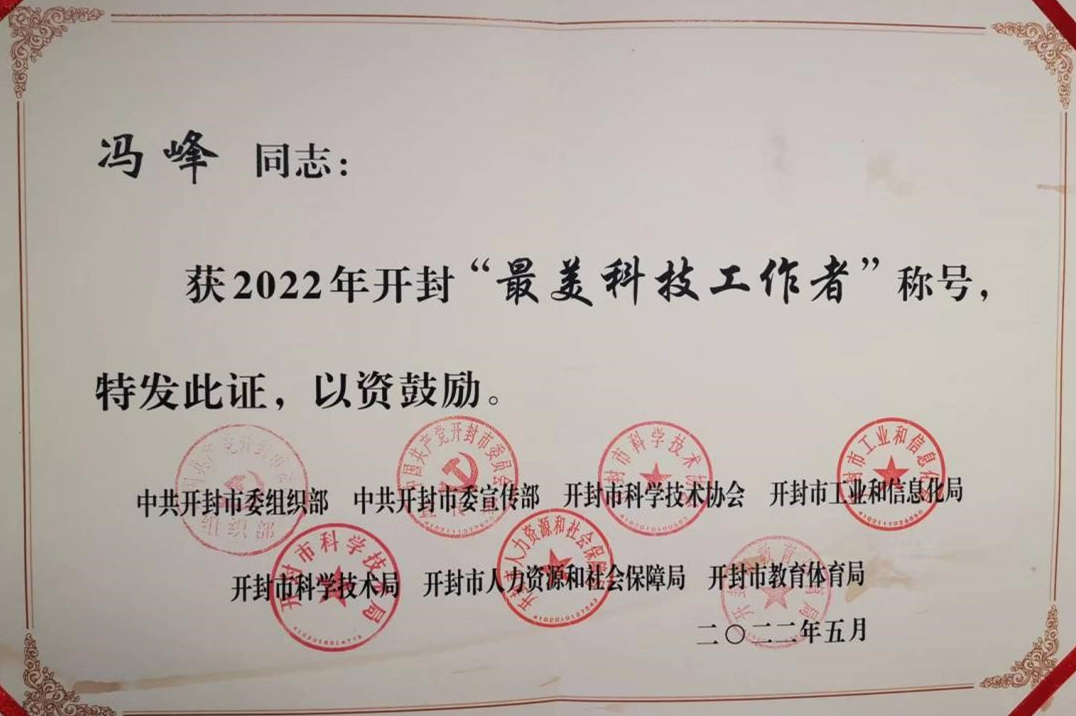 冯峰 同志：
获2022年开封“最美科技工作者”称号，
特发此证，以资鼓励。
中共开封市委组织部 中共开封市委宣传部 开封市科学技术协会 开封市工业和信息化局
开封市科学技术局 开封市人力资源和社会保障局 开封市教育体育局
二〇二二年五月